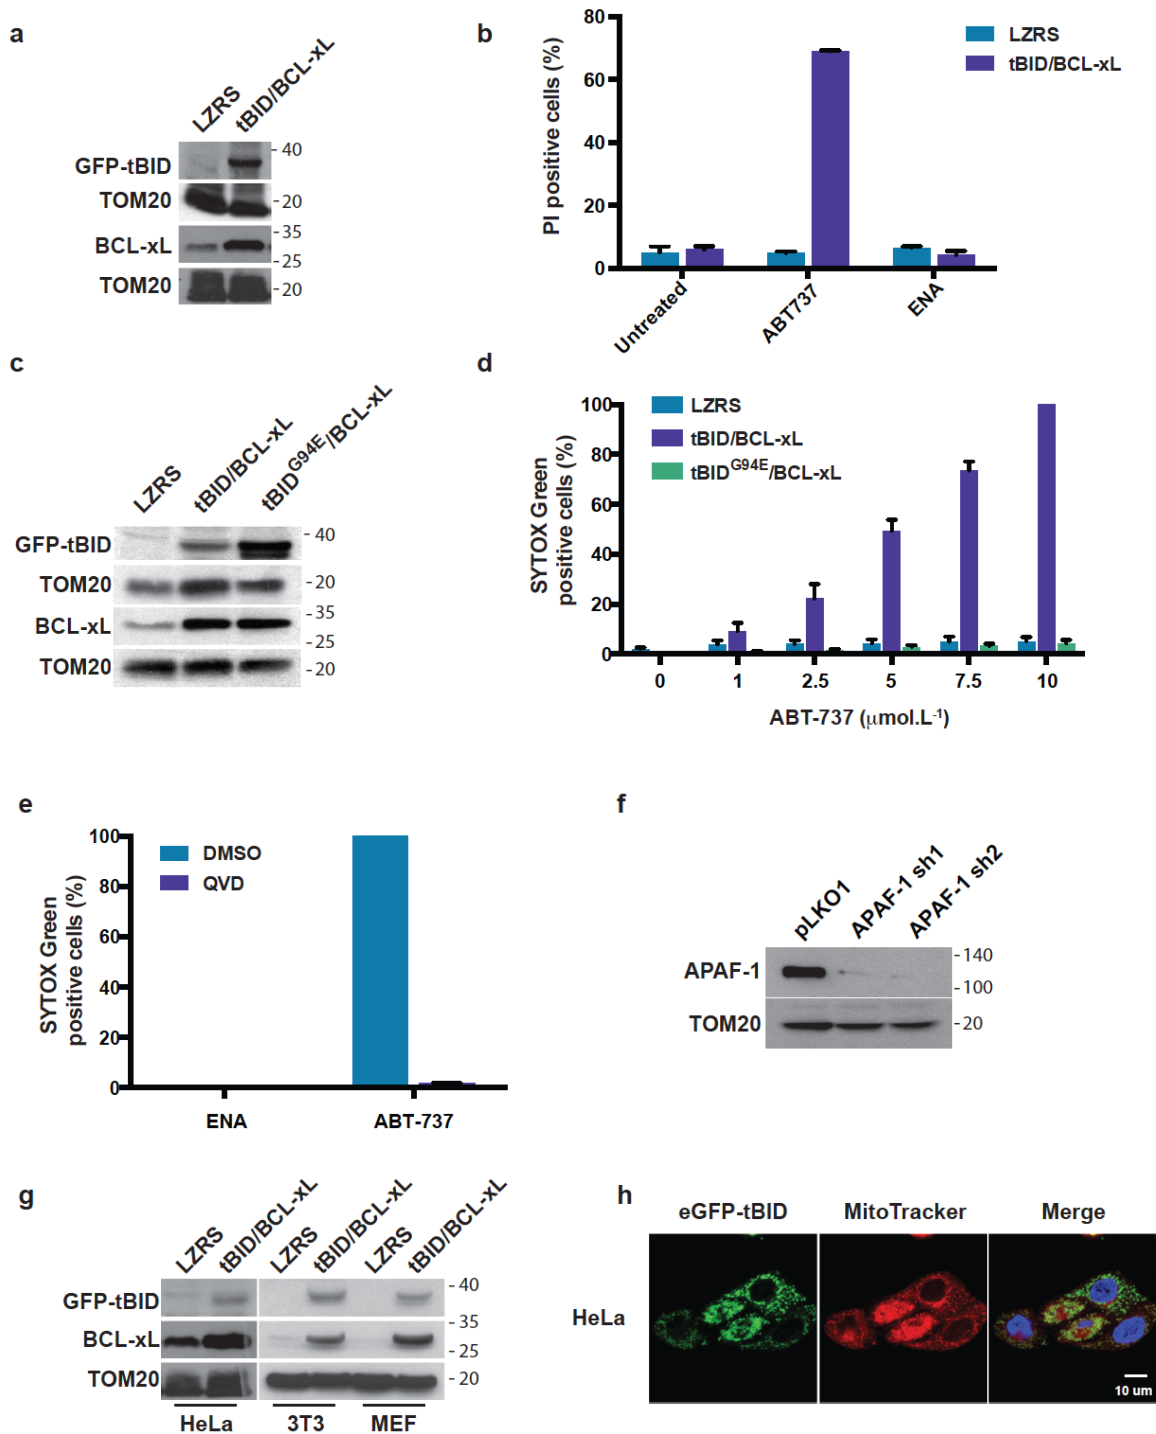 a
LZRS
tBID/BCL-xL
GFP-tBID
- 40
TOM20
- 20
BCL-xL
- 35
- 25
TOM20
- 20
b
PI positive cells (%)
80
60
40
20
0
LZRS
tBID/BCL-xL
Untreated
ABT737
ENA
c
LZRS
tBID/BCL-xL
tBIDG94E/BCL-xL
GFP-tBID
- 40
TOM20
- 20
BCL-xL
- 35
- 25
TOM20
- 20
d
SYTOX Green
positive cells (%)
100
80
60
40
20
0
LZRS
tBID/BCL-xL
tBIDG94E/BCL-xL
0 1 2.5 5 7.5 10
ABT-737 (μmol.L-1)
e
SYTOX Green
positive cells (%)
100
80
60
40
20
0
DMSO
QVD
ENA ABT-737
f
pLKO1
APAF-1 sh1
APAF-1 sh2
APAF-1
- 140
- 100
TOM20
- 20
g
LZRS
tBID/BCL-xL
LZRS
tBID/BCL-xL
LZRS
tBID/BCL-xL
GFP-tBID
- 40
BCL-xL
- 35
- 25
TOM20
- 20
HeLa 3T3 MEF
h
eGFP-tBID MitoTracker Merge
HeLa
10 um